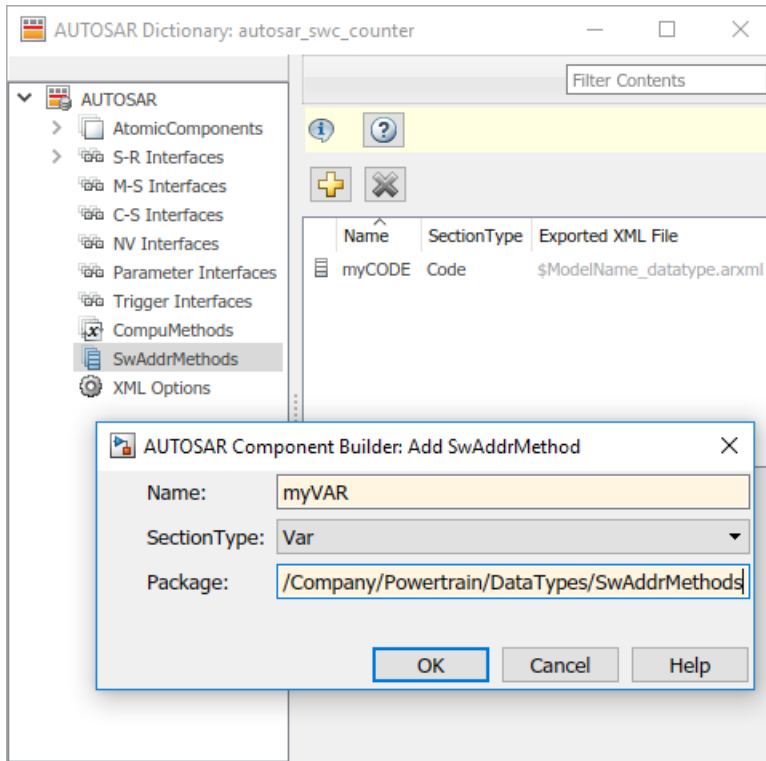 AUTOSAR Dictionary: autosar_swc_counter
Filter Contents
AUTOSAR
AtomicComponents
S-R Interfaces
M-S Interfaces
C-S Interfaces
NV Interfaces
Parameter Interfaces
Trigger Interfaces
CompuMethods
SwAddrMethods
XML Options
Name SectionType Exported XML File
myCODE Code $ModelName_datatype.arxml
AUTOSAR Component Builder: Add SwAddrMethod
Name: myVAR
SectionType: Var
Package: /Company/Powertrain/DataTypes/SwAddrMethods
OK Cancel Help